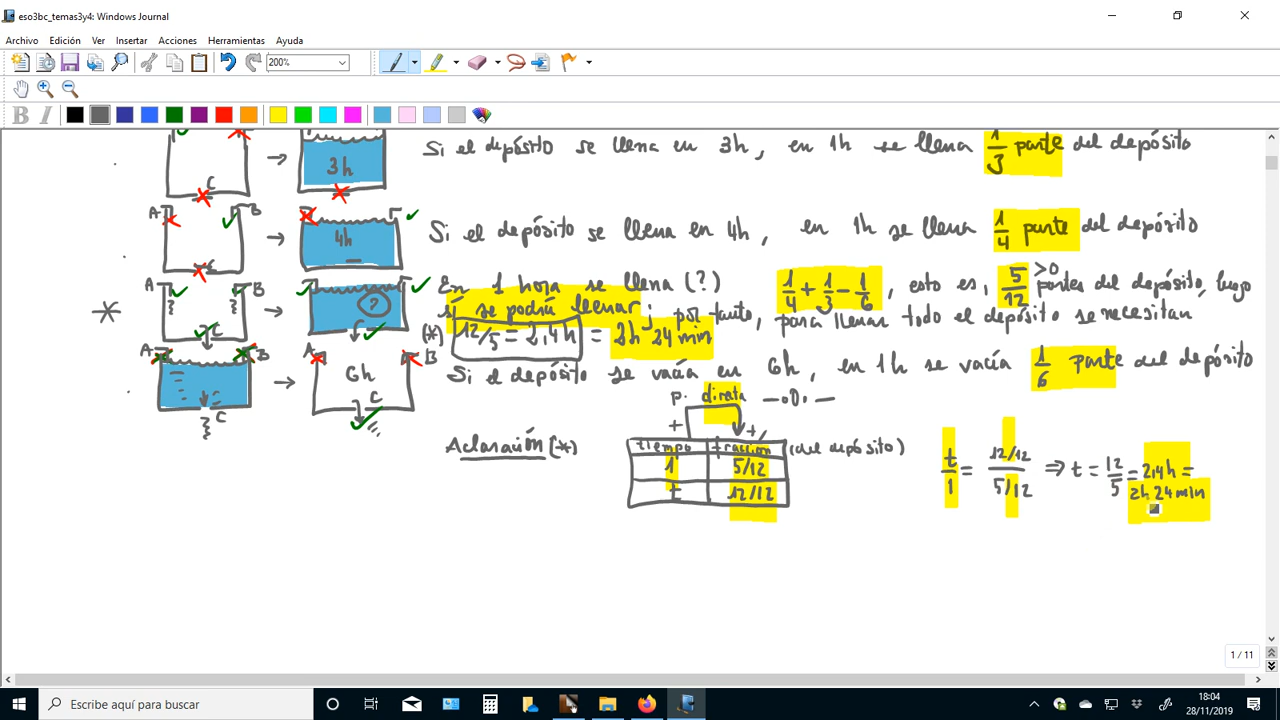 eso3bc_temas3y4: Windows Journal
Archivo Edición Ver Insertar Acciones Herramientas Ayuda
200%
B I
C
3h
Si el depósito se llena en 3h, en 1h se llena 1/3 parte del depósito
A B
C
4h
Si el depósito se llena en 4h, en 1h se llena 1/4 parte del depósito
A B
C
?
En 1 hora se llena (?) 1/4 + 1/3 - 1/6, esto es, 5/12 >0 partes del depósito, luego
sí se podrá llenar; por tanto, para llenar todo el depósito se necesitan
(*) 12/5 = 2,4h = 2h 24 min
A B
C
6h
A B
C
Si el depósito se vacía en 6h, en 1h se vacía 1/6 parte del depósito
p. directa
+ +
Aclaración (*)
tiempo fracción (del depósito)
1 5/12
t 12/12
t/1 = 12/12 / 5/12 ⇒ t = 12/5 = 2,4h =
2h 24 min
1 / 11
Escribe aquí para buscar
18:04
28/11/2019